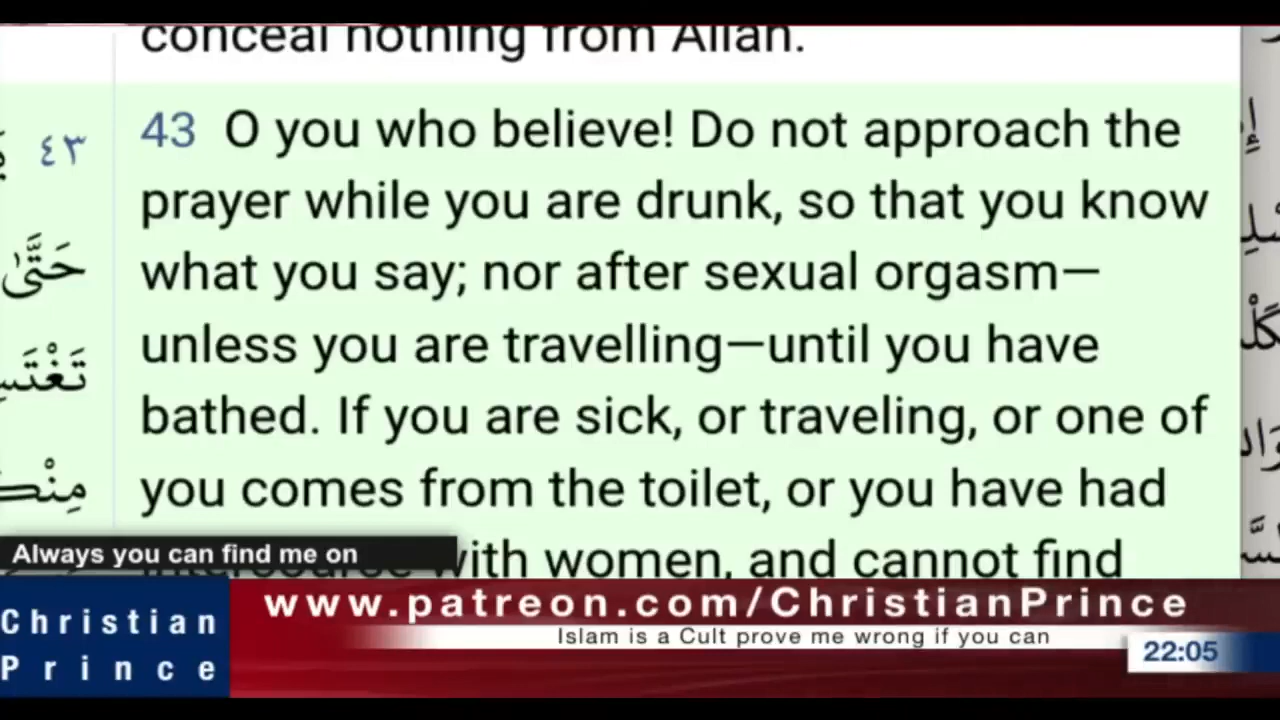 conceal nothing from Allah.
43 O you who believe! Do not approach the
prayer while you are drunk, so that you know
what you say; nor after sexual orgasm—
unless you are travelling—until you have
bathed. If you are sick, or traveling, or one of
you comes from the toilet, or you have had
intercourse with women, and cannot find
٤٣
حَتَّىٰ
Always you can find me on
www.patreon.com/ChristianPrince
Islam is a Cult prove me wrong if you can
Christian
Prince
22:05